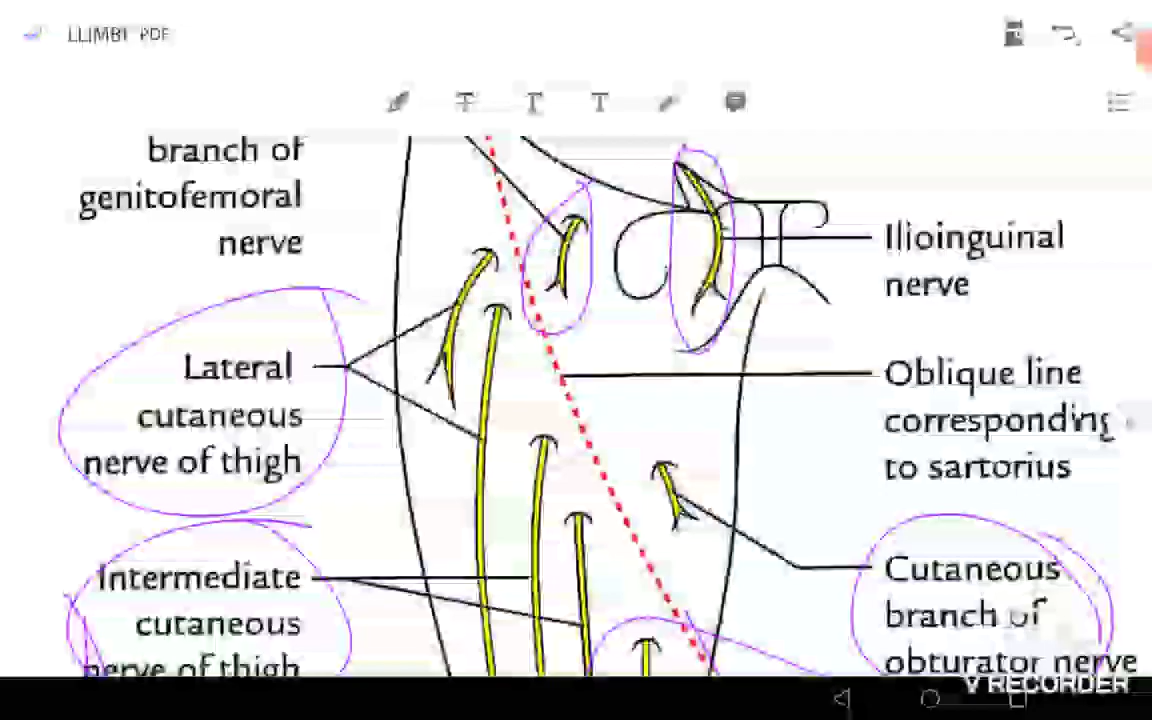 LLIMB1 PDF
branch of
genitofemoral
nerve
Ilioinguinal
nerve
Lateral
cutaneous
nerve of thigh
Oblique line
corresponding
to sartorius
Intermediate
cutaneous
nerve of thigh
Cutaneous
branch of
obturator nerve
V RECORDER